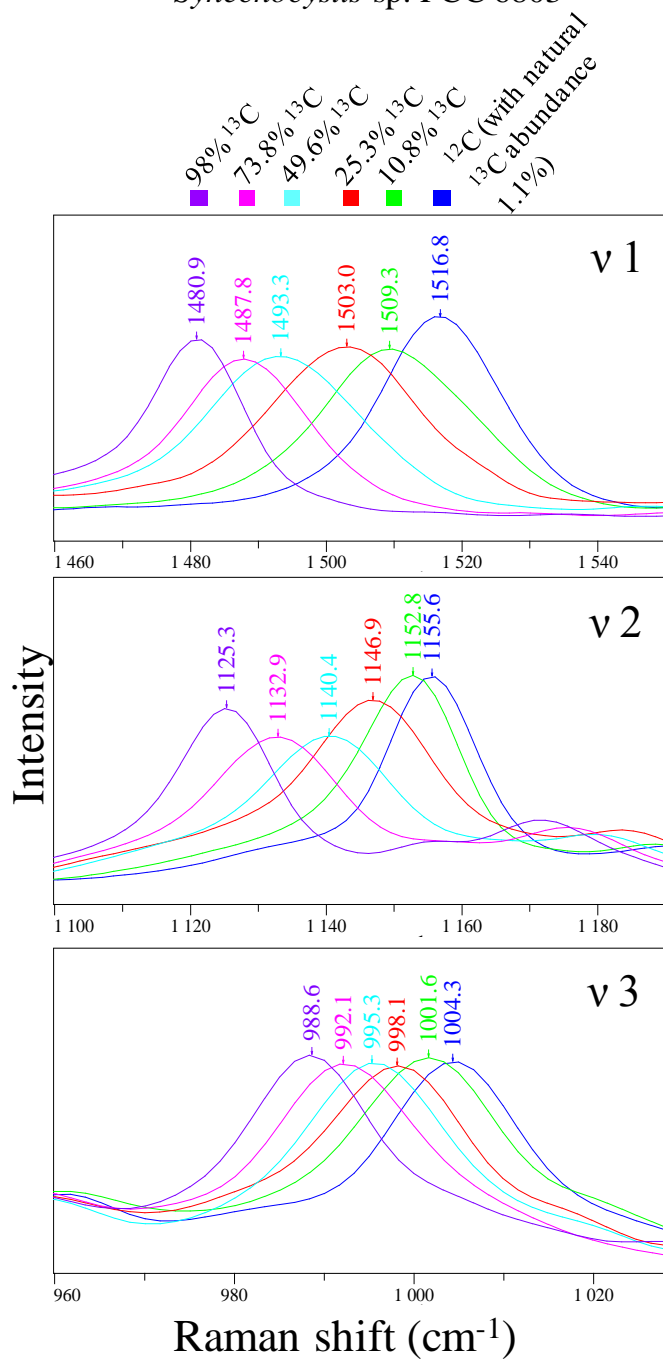 Synechocystis sp. PCC 6803
98% ¹³C
73.8% ¹³C
49.6% ¹³C
25.3% ¹³C
10.8% ¹³C
¹²C (with natural
¹³C abundance
1.1%)
ν 1
1480.9
1487.8
1493.3
1503.0
1509.3
1516.8
1 460
1 480
1 500
1 520
1 540
ν 2
1125.3
1132.9
1140.4
1146.9
1152.8
1155.6
Intensity
1 100
1 120
1 140
1 160
1 180
ν 3
988.6
992.1
995.3
998.1
1001.6
1004.3
960
980
1 000
1 020
Raman shift (cm⁻¹)